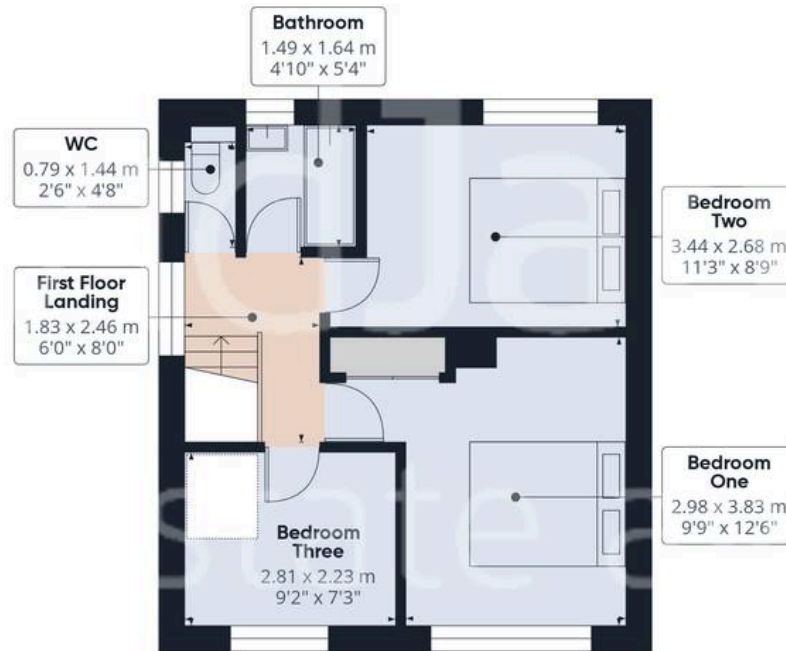 Bathroom
1.49 x 1.64 m
4'10" x 5'4"
WC
0.79 x 1.44 m
2'6" x 4'8"
Bedroom
Two
3.44 x 2.68 m
11'3" x 8'9"
First Floor
Landing
1.83 x 2.46 m
6'0" x 8'0"
Bedroom
One
2.98 x 3.83 m
9'9" x 12'6"
Bedroom
Three
2.81 x 2.23 m
9'2" x 7'3"